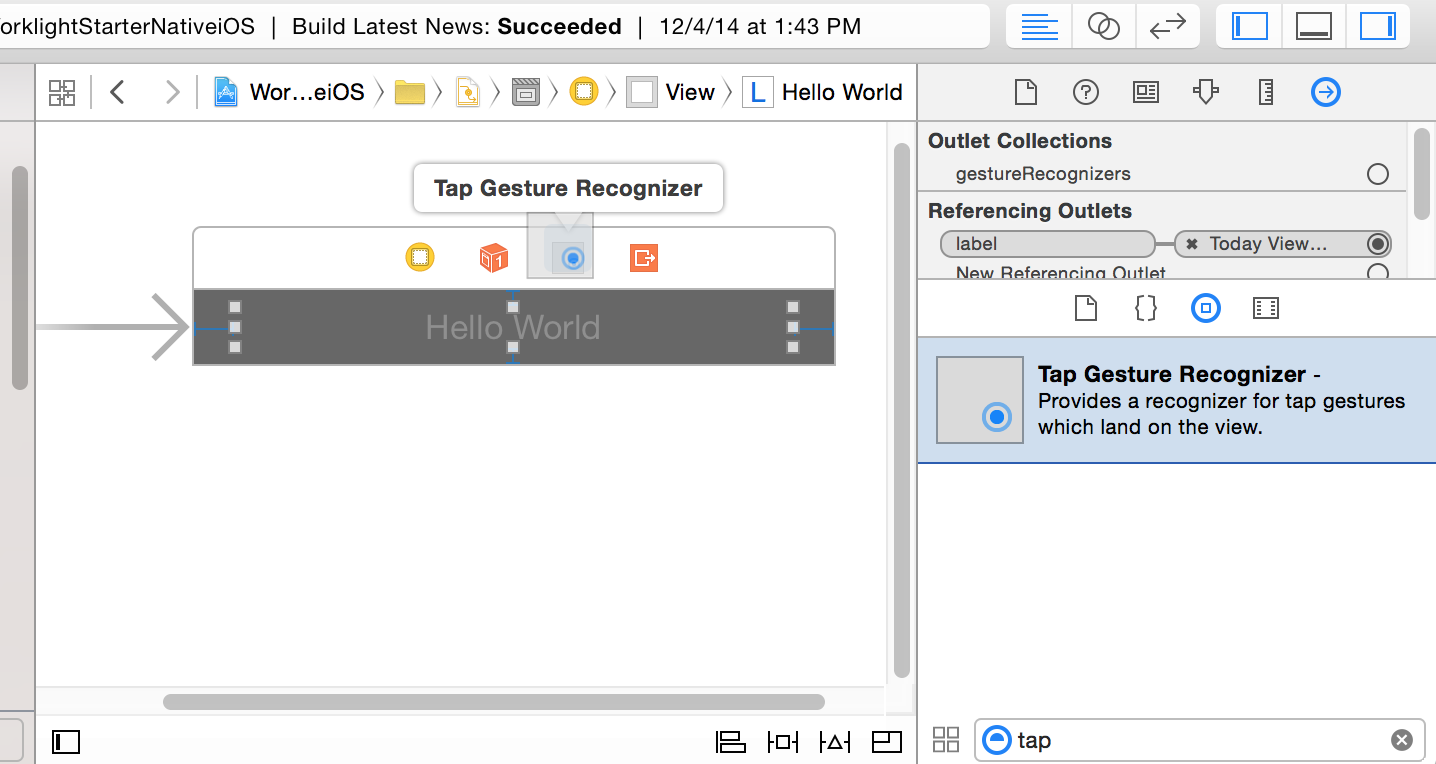 orklightStarterNativeiOS | Build Latest News: Succeeded | 12/4/14 at 1:43 PM
Wor...eiOS View L Hello World
Outlet Collections
gestureRecognizers
Referencing Outlets
label Today View...
New Referencing Outlet
Tap Gesture Recognizer
1
Hello World
Tap Gesture Recognizer -
Provides a recognizer for tap gestures
which land on the view.
tap